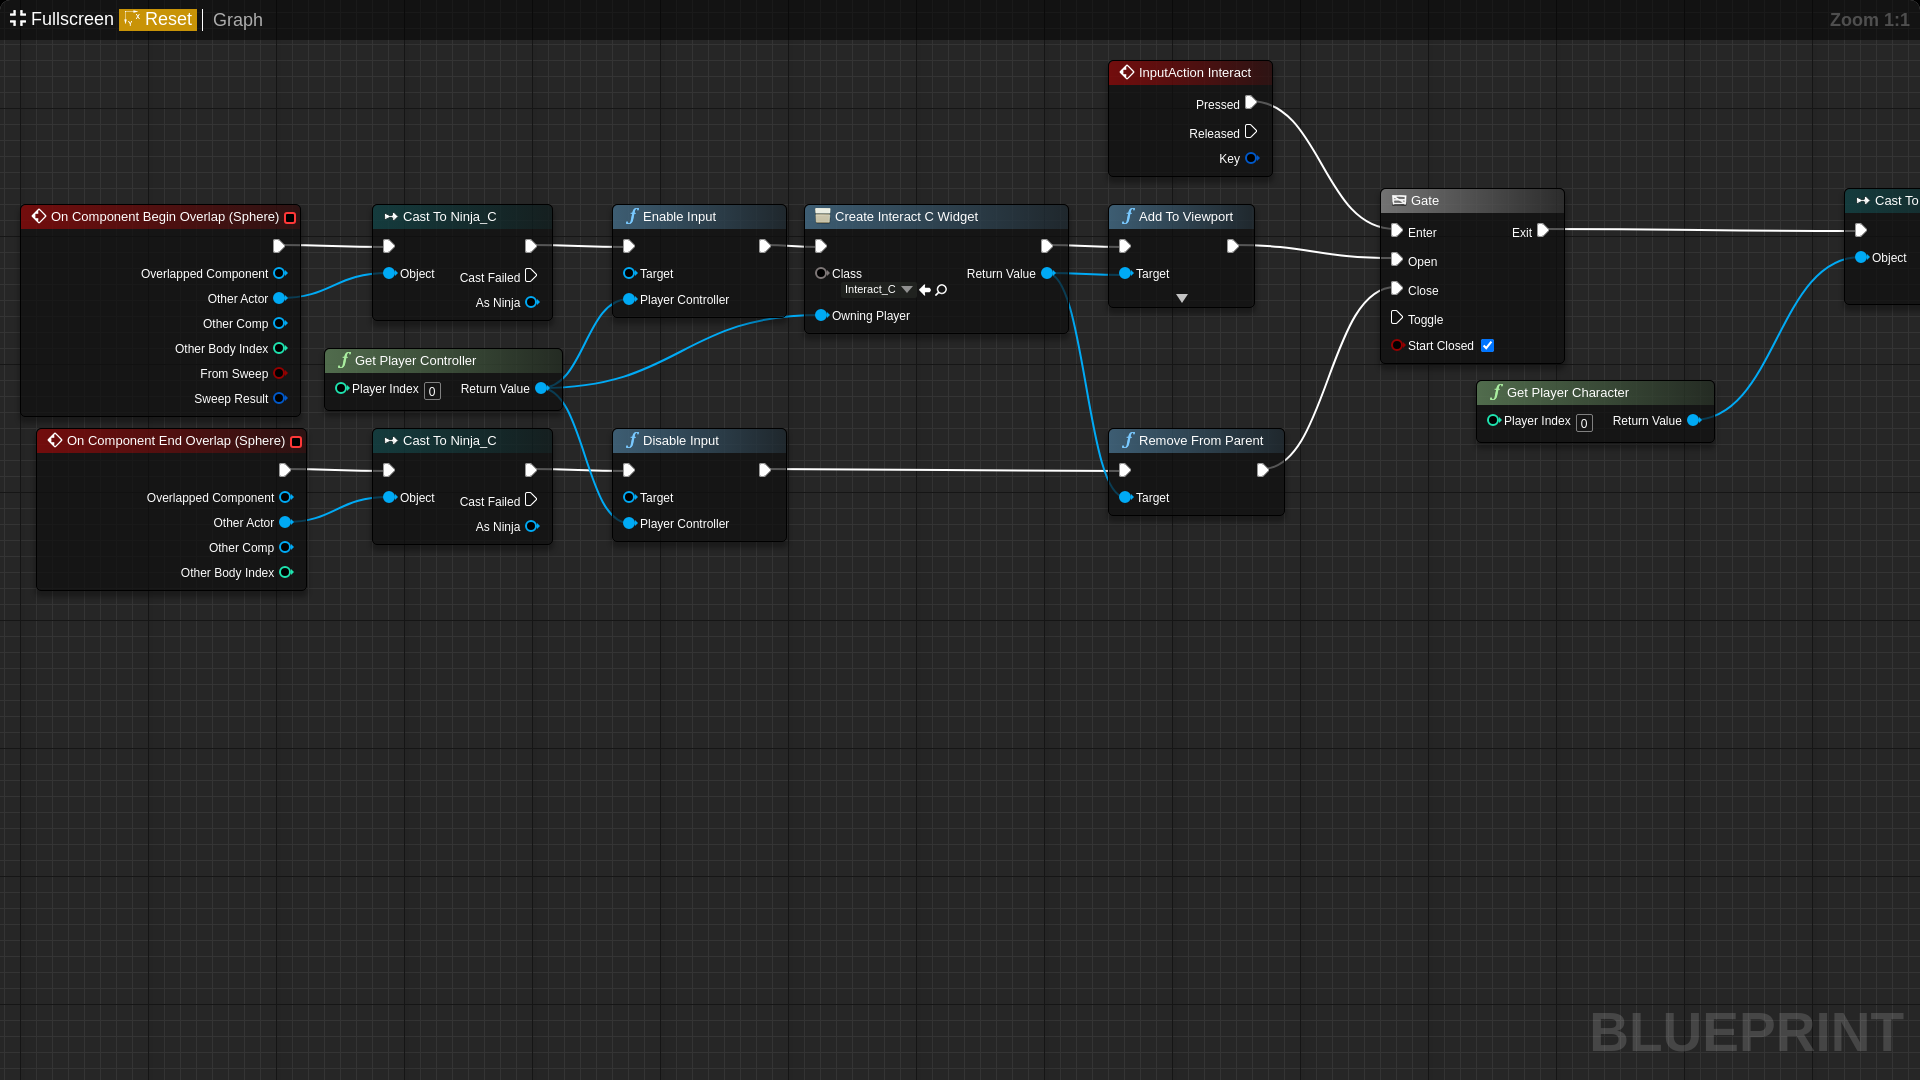 Fullscreen Reset Graph
Zoom 1:1
InputAction Interact
Pressed
Released
Key
On Component Begin Overlap (Sphere)
Overlapped Component
Other Actor
Other Comp
Other Body Index
From Sweep
Sweep Result
Cast To Ninja_C
Object
Cast Failed
As Ninja
Enable Input
Target
Player Controller
Create Interact C Widget
Class
Return Value
Interact_C
Owning Player
Add To Viewport
Target
Gate
Enter
Exit
Open
Close
Toggle
Start Closed
Cast To
Object
Get Player Controller
Player Index 0
Return Value
Get Player Character
Player Index 0
Return Value
On Component End Overlap (Sphere)
Overlapped Component
Other Actor
Other Comp
Other Body Index
Cast To Ninja_C
Object
Cast Failed
As Ninja
Disable Input
Target
Player Controller
Remove From Parent
Target
BLUEPRINT